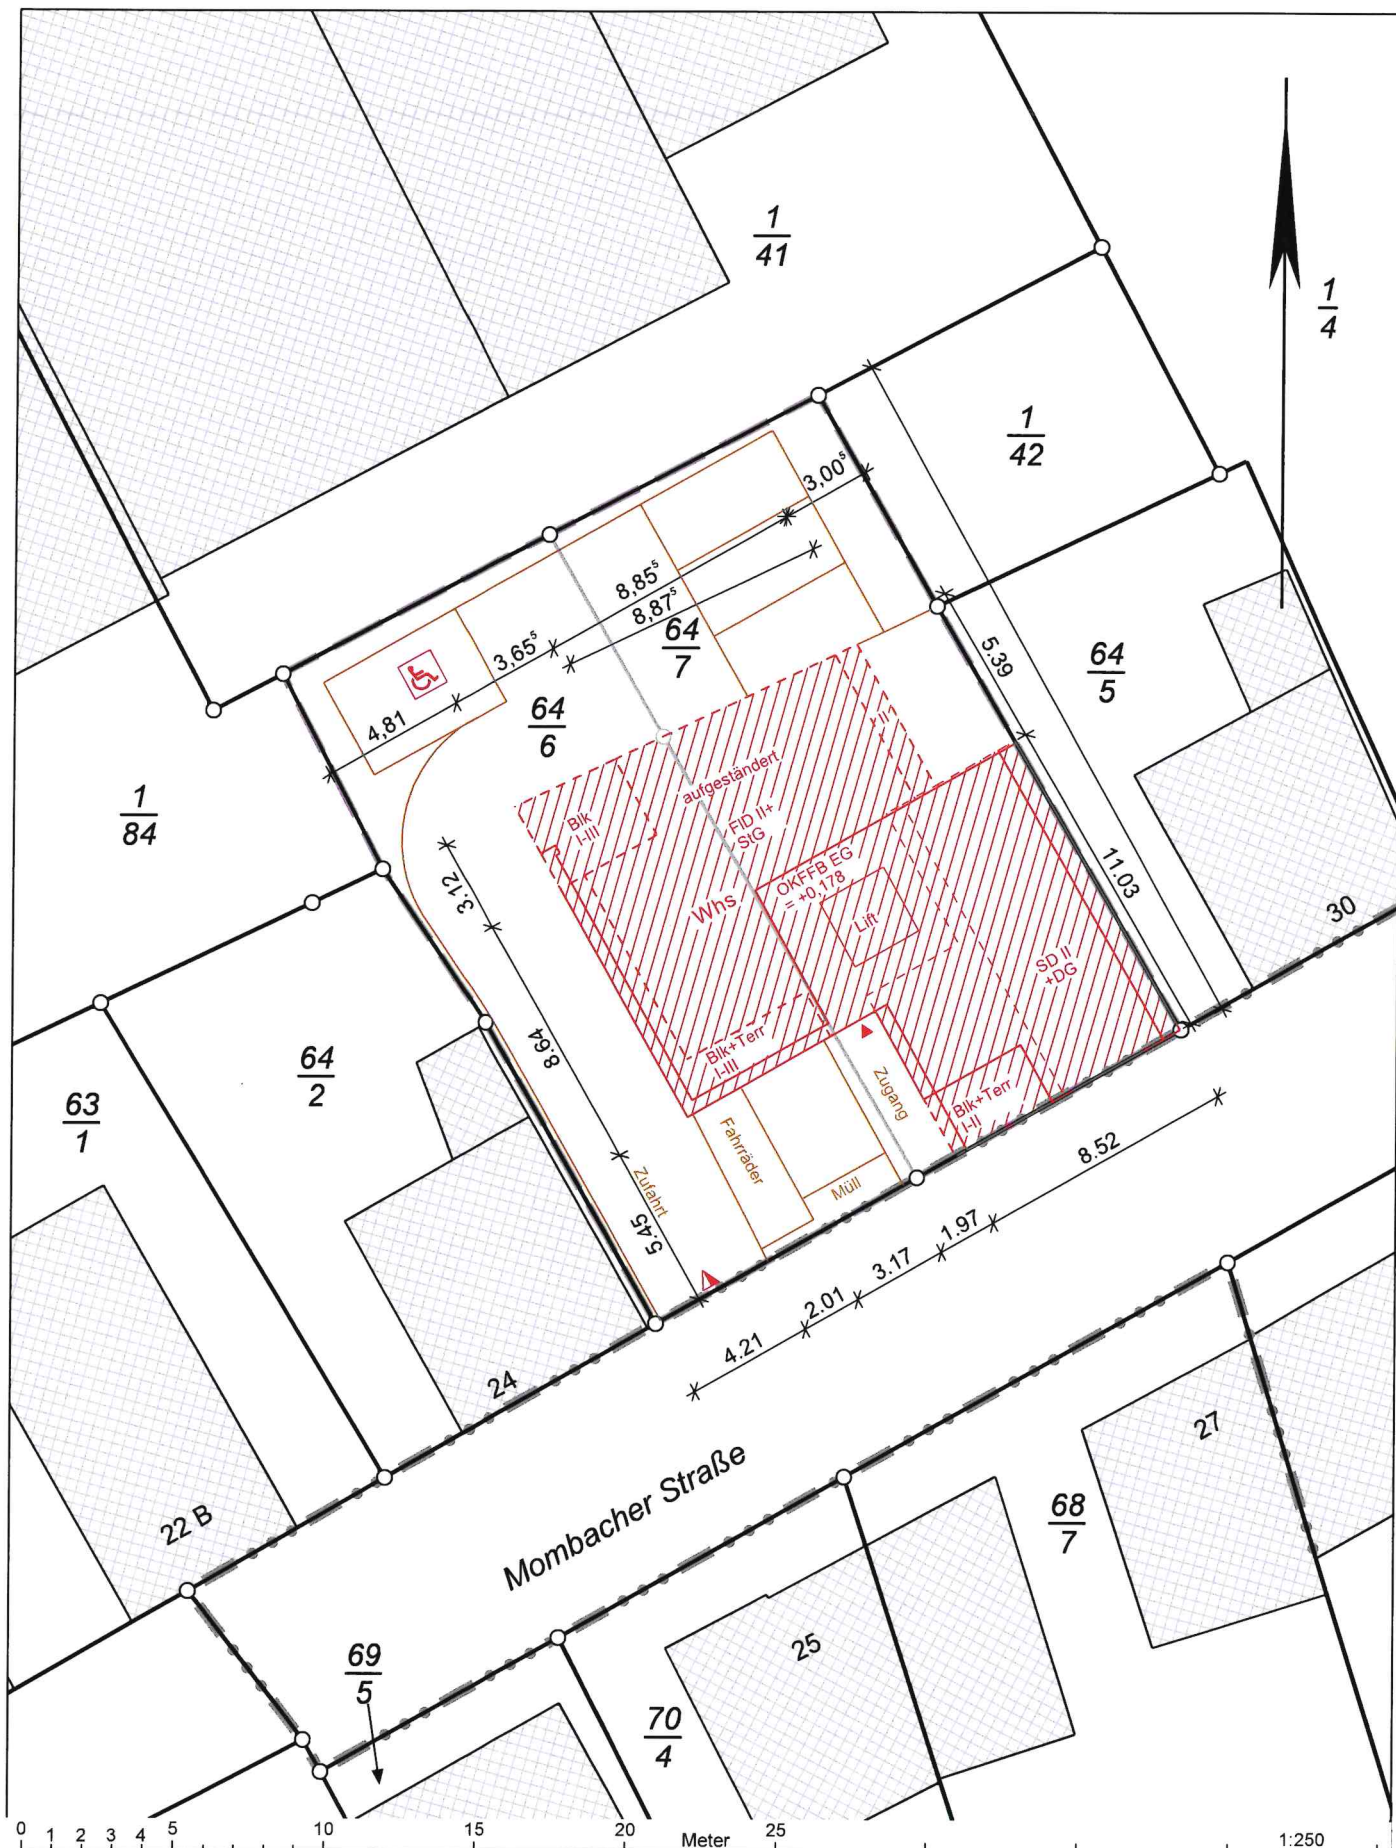 1
41
1
4
1
42
3,00⁵
8,85⁵
8,87⁵
64
7
3,65⁵
4,81
64
6
5.39
64
5
II
aufgeständert
FlD II+
StG
Blk
I-III
1
84
3.12
11.03
OKFFB EG
= +0,178
Whs
Lift
30
SD II
+DG
8.64
Blk+Terr
I-III
64
2
63
1
Zugang
Blk+Terr
I-II
Fahrräder
Müll
Zufahrt
8.52
5.45
1.97
3.17
2.01
4.21
24
22 B
Mombacher Straße
27
68
7
25
69
5
70
4
0 1 2 3 4 5 10 15 20 Meter 25 1:250